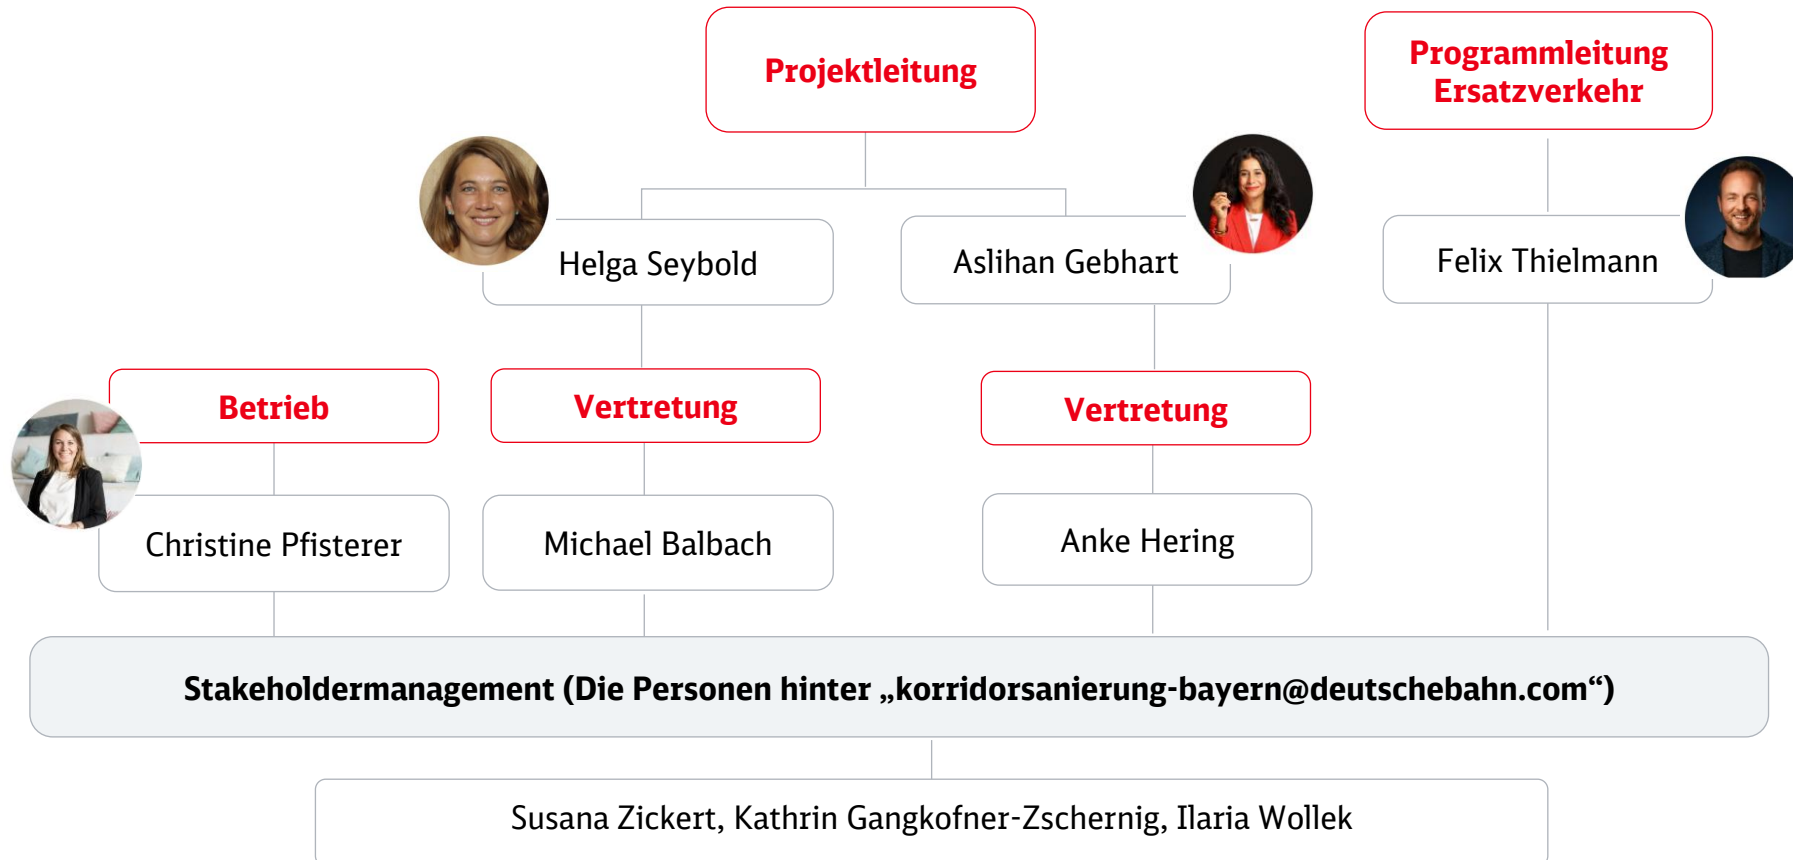 Projektleitung
Programmleitung
Ersatzverkehr
Helga Seybold
Aslihan Gebhart
Felix Thielmann
Betrieb
Vertretung
Vertretung
Christine Pfisterer
Michael Balbach
Anke Hering
Stakeholdermanagement (Die Personen hinter „korridorsanierung-bayern@deutschebahn.com“)
Susana Zickert, Kathrin Gangkofner-Zschernig, Ilaria Wollek